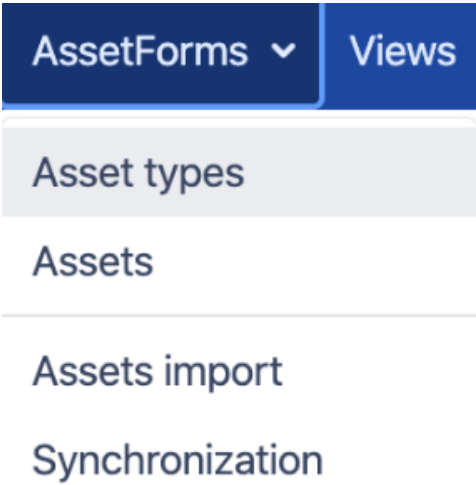 AssetForms Views
Asset types
Assets
Assets import
Synchronization